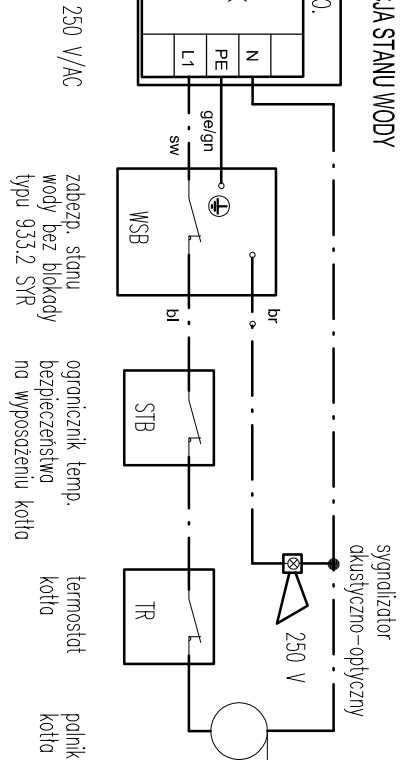 JA STANU WODY
O.
250 V/AC
L1
PE
N
ge/gn
sw
WSB
zabezp. stanu
wody bez blokady
typu 933.2 SYR
br
bl
STB
ogranicznik temp.
bezpieczeństwa
na wyposażeniu kotła
sygnalizator
akustyczno-optyczny
250 V
TR
termostat
kotła
palnik
kotła